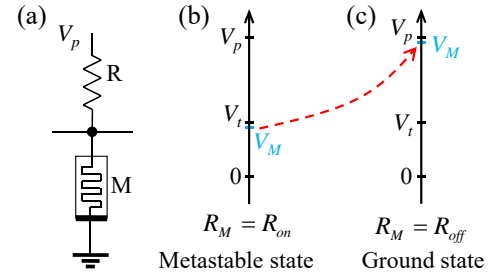 (a)
V_p
R
M
(b)
V_p
V_t
V_M
0
R_M = R_on
Metastable state
(c)
V_p
V_M
V_t
0
R_M = R_off
Ground state